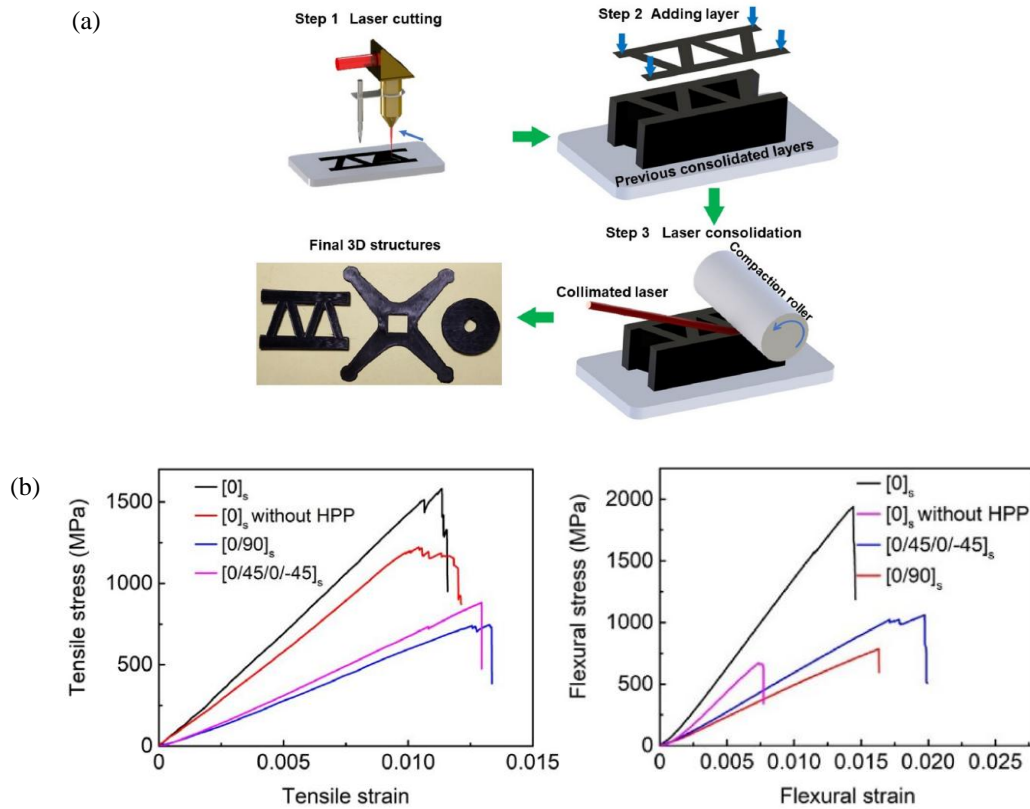 (a)
Step 1 Laser cutting
Step 2 Adding layer
Previous consolidated layers
Step 3 Laser consolidation
Compaction roller
Collimated laser
Final 3D structures
(b)
Tensile stress (MPa)
1500
1000
500
0
[0]s
[0]s without HPP
[0/90]s
[0/45/0/-45]s
0
0.005
0.010
0.015
Tensile strain
Flexural stress (MPa)
2000
1500
1000
500
0
[0]s
[0]s without HPP
[0/45/0/-45]s
[0/90]s
0
0.005
0.010
0.015
0.020
0.025
Flexural strain